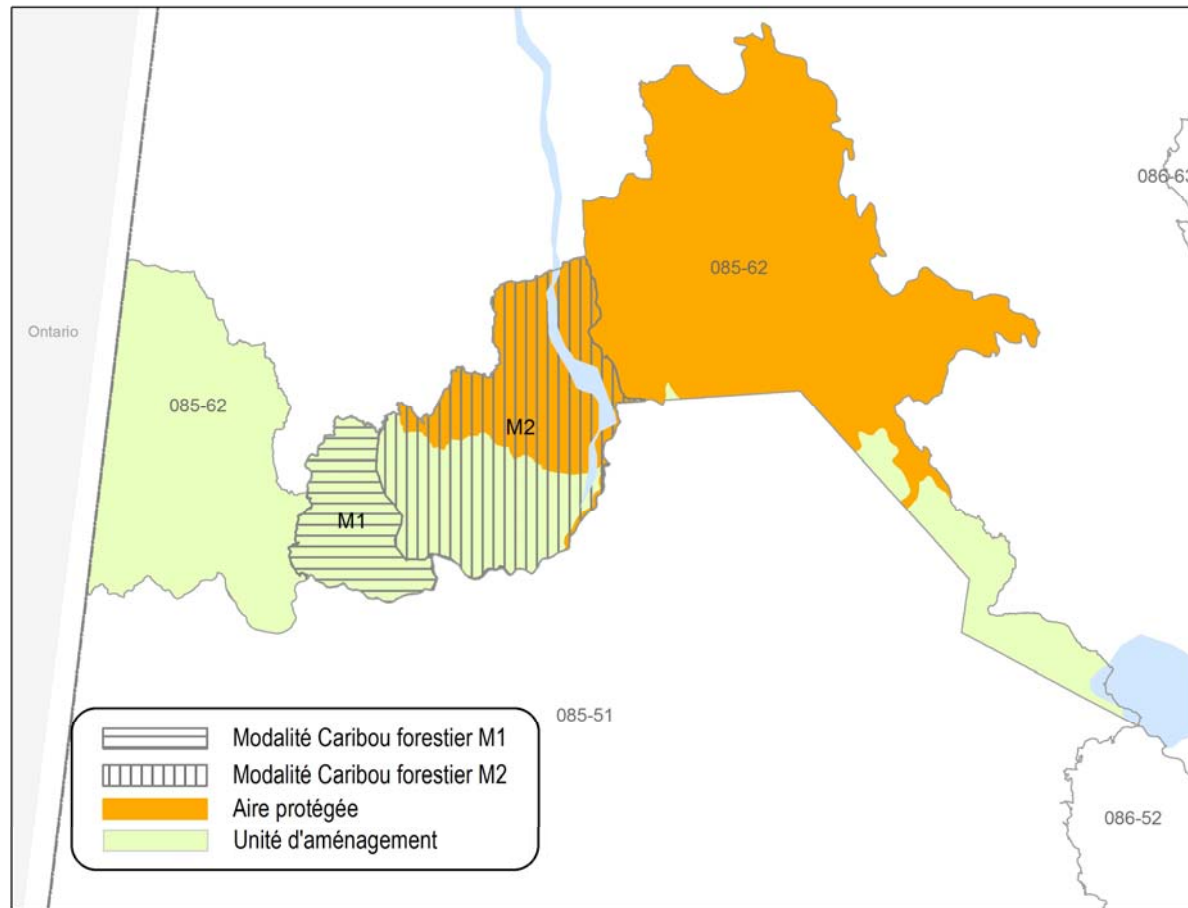 086-63
085-62
Ontario
085-62
M2
M1
085-51
Modalité Caribou forestier M1
Modalité Caribou forestier M2
Aire protégée
Unité d'aménagement
086-52